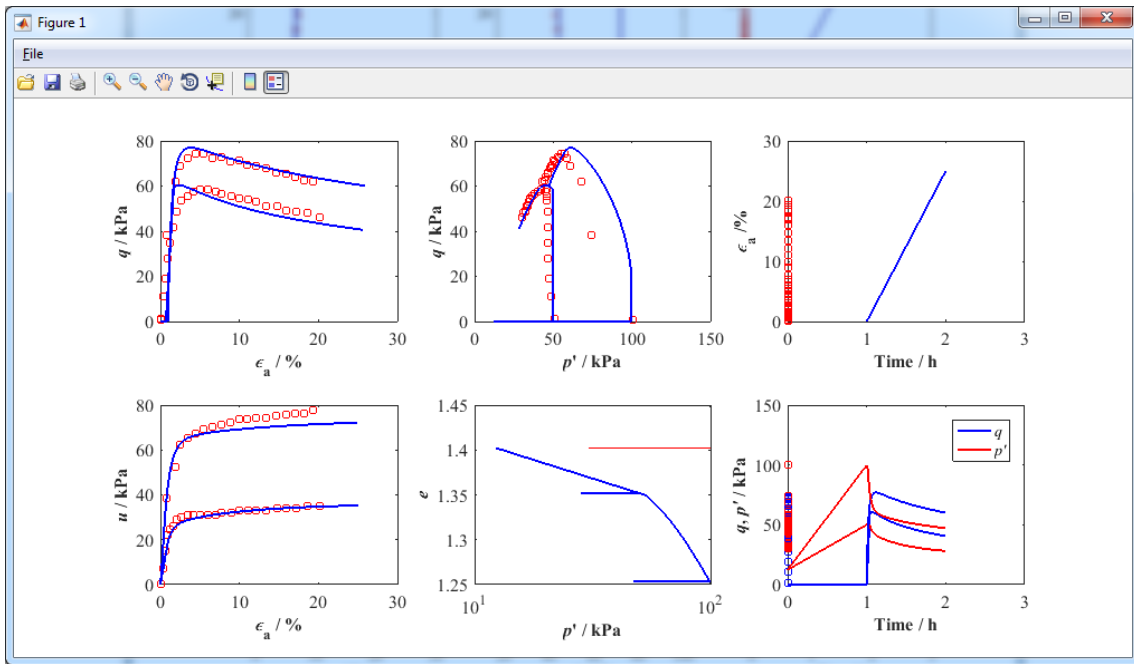 Figure 1
File
80
60
40
20
0
q / kPa
0 10 20 30
ϵa / %
80
60
40
20
0
q / kPa
0 50 100 150
p' / kPa
30
20
10
0
ϵa /%
0 1 2 3
Time / h
80
60
40
20
0
u / kPa
0 10 20 30
ϵa / %
1.45
1.4
1.35
1.3
1.25
e
10^1 10^2
p' / kPa
150
100
50
0
q, p' / kPa
q
p'
0 1 2 3
Time / h